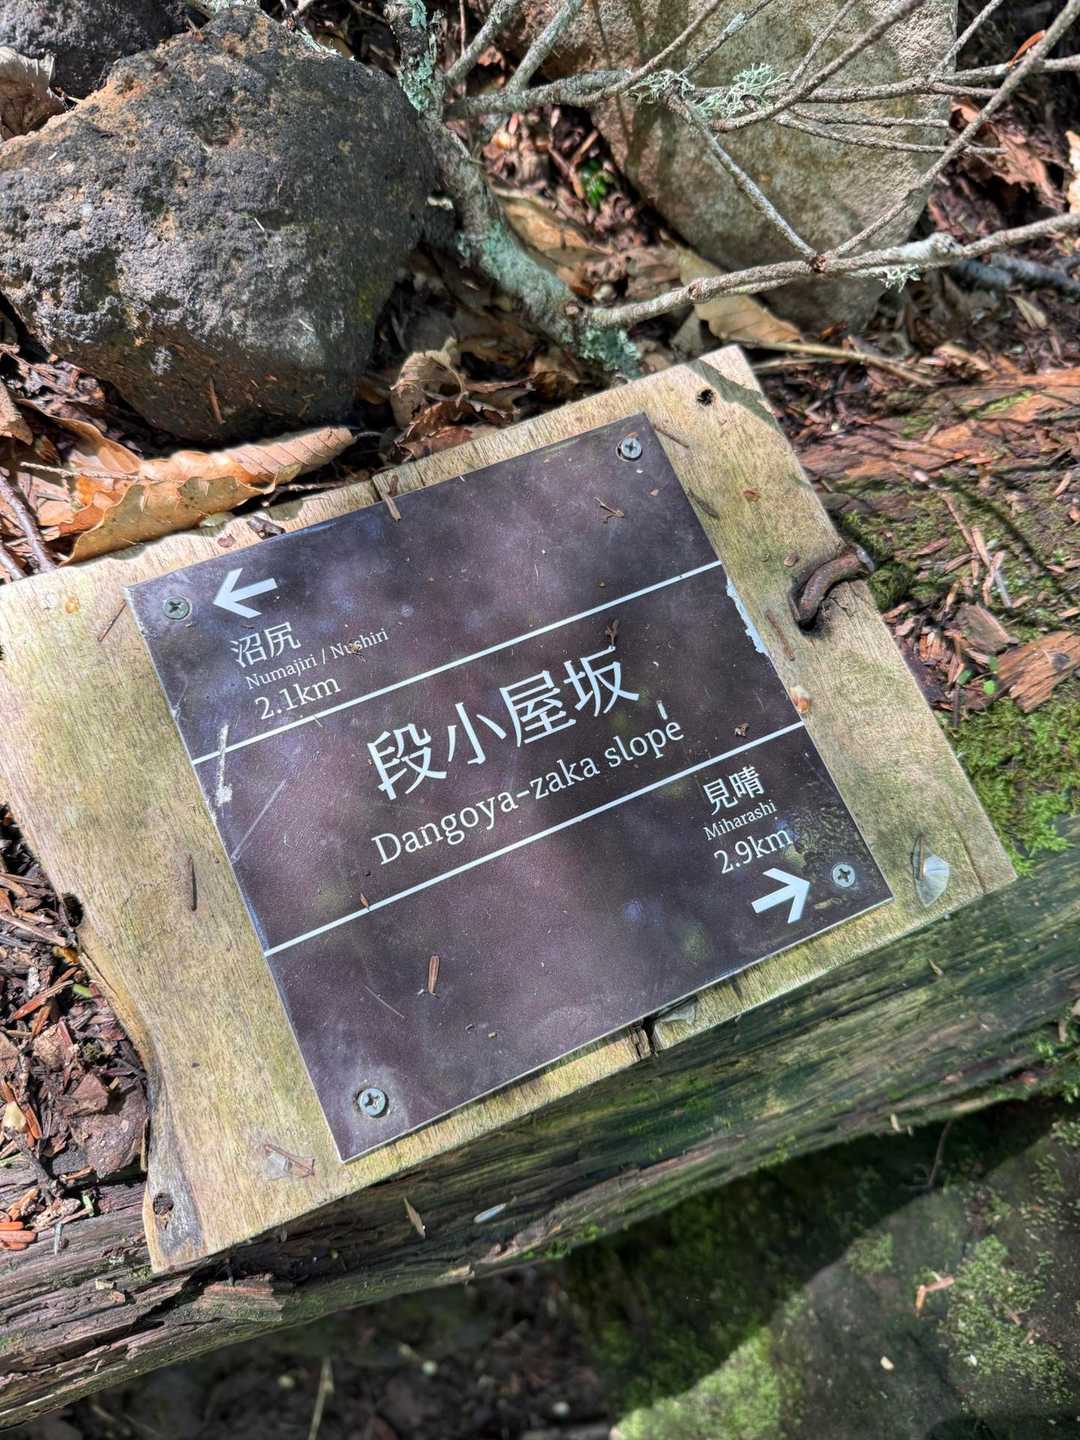 ←
沼尻
Numajiri / Nushiri
2.1km
段小屋坂
Dangoya-zaka slope
見晴
Miharashi
2.9km
→